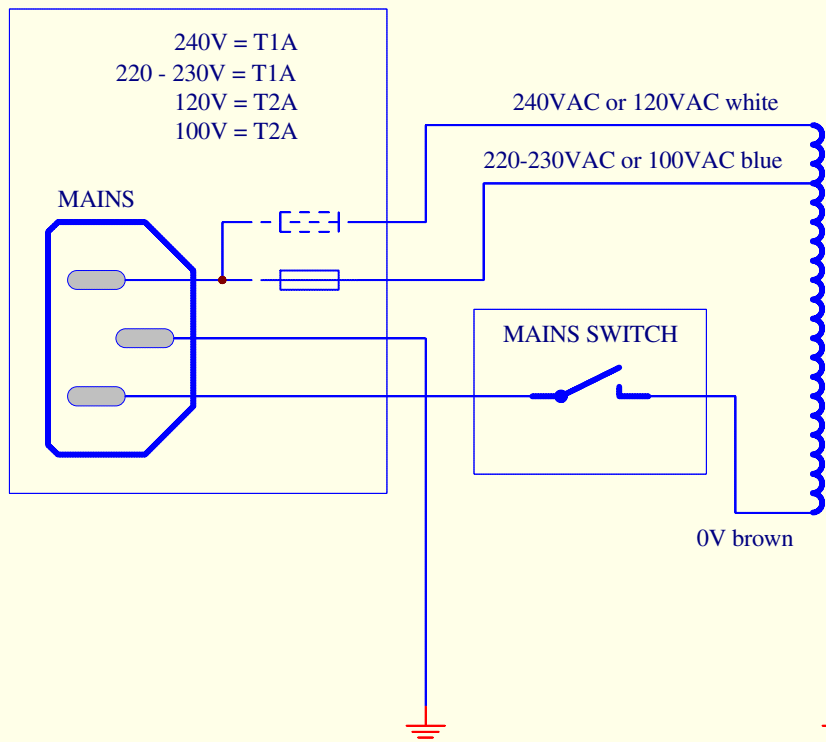 240V = T1A
220 - 230V = T1A
120V = T2A
100V = T2A
240VAC or 120VAC white
220-230VAC or 100VAC blue
MAINS
MAINS SWITCH
0V brown